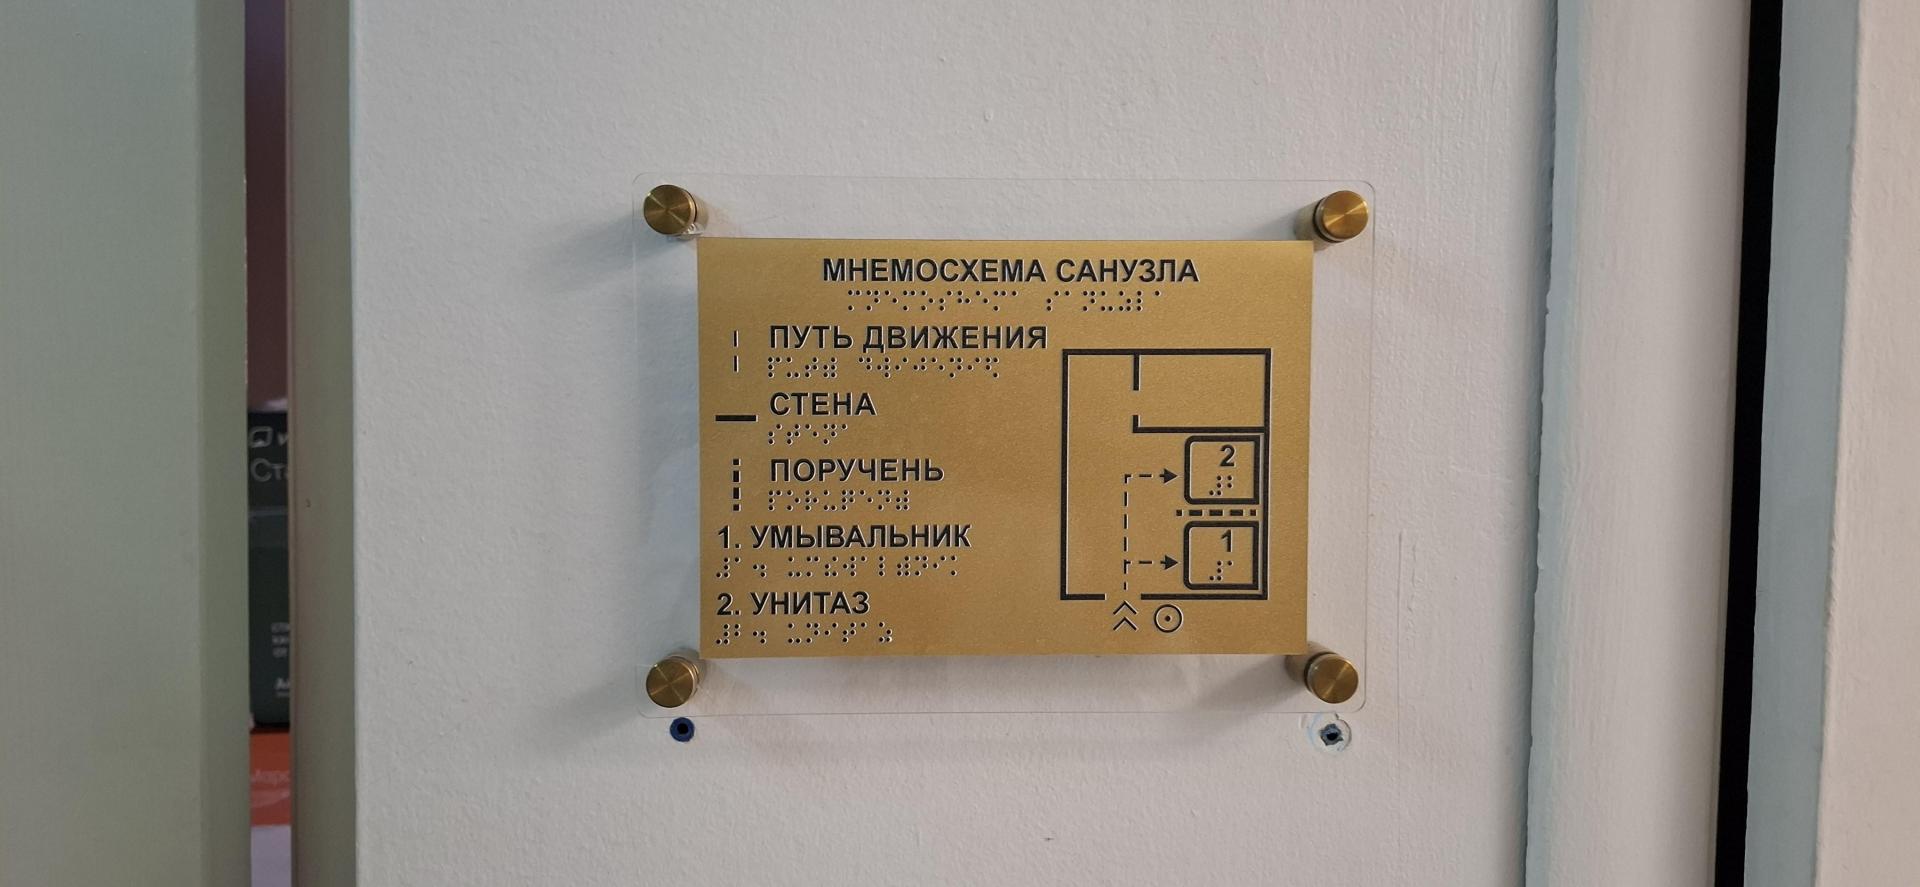 МНЕМОСХЕМА САНУЗЛА
⠍⠝⠑⠍⠕⠎⠓⠑⠍⠁ ⠎⠁⠝⠥⠵⠇⠁
ПУТЬ ДВИЖЕНИЯ
⠏⠥⠞⠾ ⠙⠺⠊⠚⠑⠝⠊⠫
СТЕНА
⠎⠞⠑⠝⠁
ПОРУЧЕНЬ
⠏⠕⠗⠥⠟⠑⠝⠾
1. УМЫВАЛЬНИК
⠼⠁⠲ ⠥⠍⠮⠺⠁⠇⠾⠝⠊⠅
2. УНИТАЗ
⠼⠃⠲ ⠥⠝⠊⠞⠁⠵
2
⠼⠃
1
⠼⠁